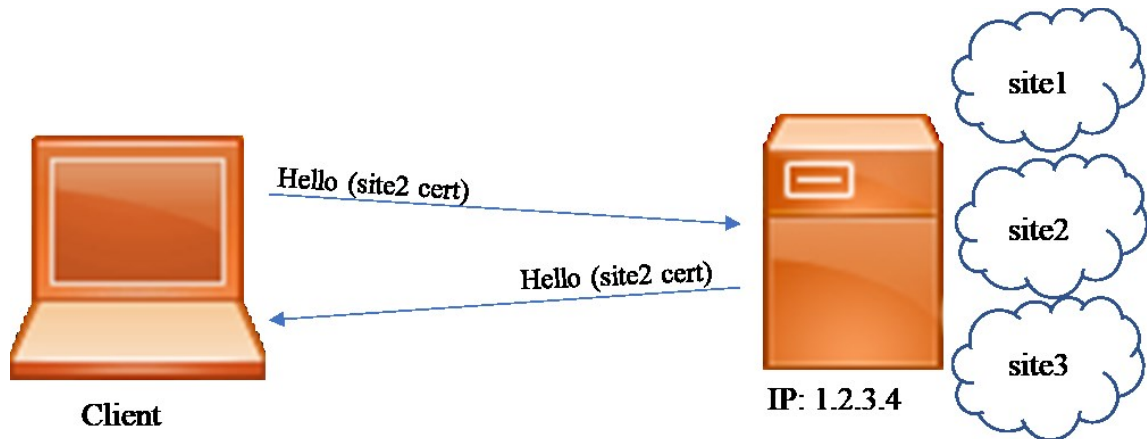 site1
Hello (site2 cert)
site2
Hello (site2 cert)
site3
Client
IP: 1.2.3.4